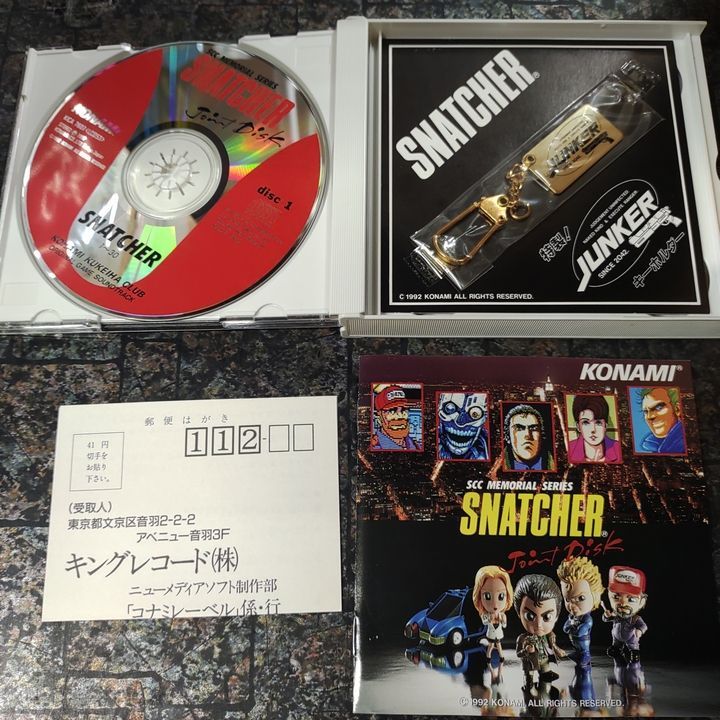 SCC MEMORIAL SERIES
SNATCHER
Joint Disk
KONAMI
disc 1
SNATCHER
KONAMI KUKEIHA CLUB
ORIGINAL GAME SOUNDTRACK
SNATCHER®
JUNKER
特製!
JUNKER
SINCE 2042.
キーホルダー
© 1992 KONAMI ALL RIGHTS RESERVED.
郵便はがき
112-
41円
切手を
お貼り
下さい。
(受取人)
東京都文京区音羽2-2-2
アベニュー音羽3F
キングレコード(株)
ニューメディアソフト制作部
「コナミレーベル」係・行
KONAMI®
SCC MEMORIAL SERIES
SNATCHER®
Joint Disk
JUNKER
© 1992 KONAMI ALL RIGHTS RESERVED.